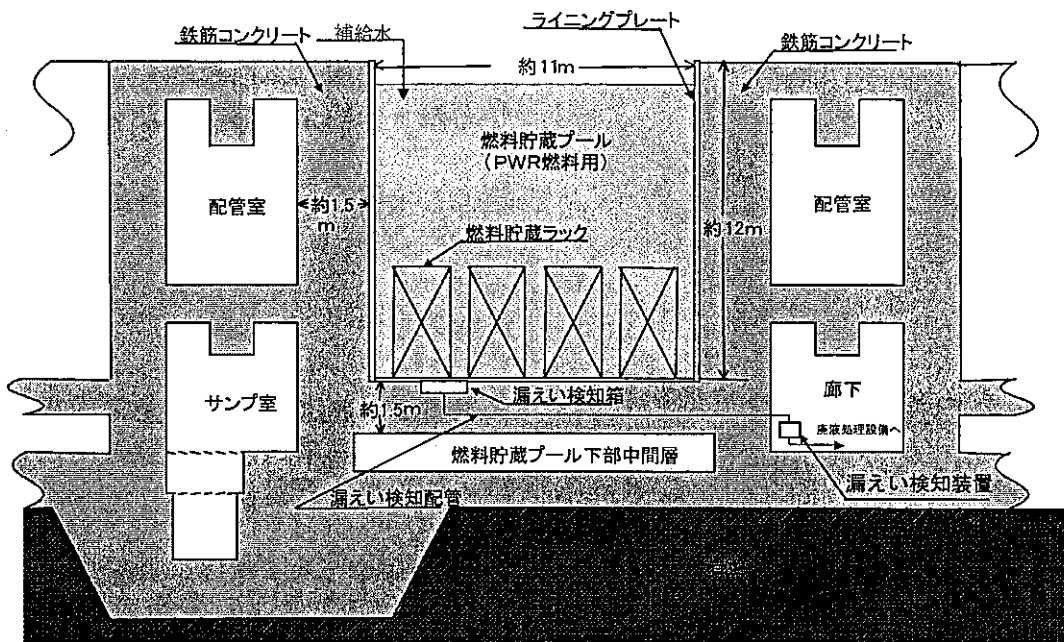 ライニングプレート
鉄筋コンクリート
補給水
鉄筋コンクリート
約11m
燃料貯蔵プール
（PWR燃料用）
配管室
約1.5
m
配管室
約12m
燃料貯蔵ラック
サンプ室
約1.5m
漏えい検知箱
廊下
廃液処理設備へ
燃料貯蔵プール下部中間層
漏えい検知配管
漏えい検知装置